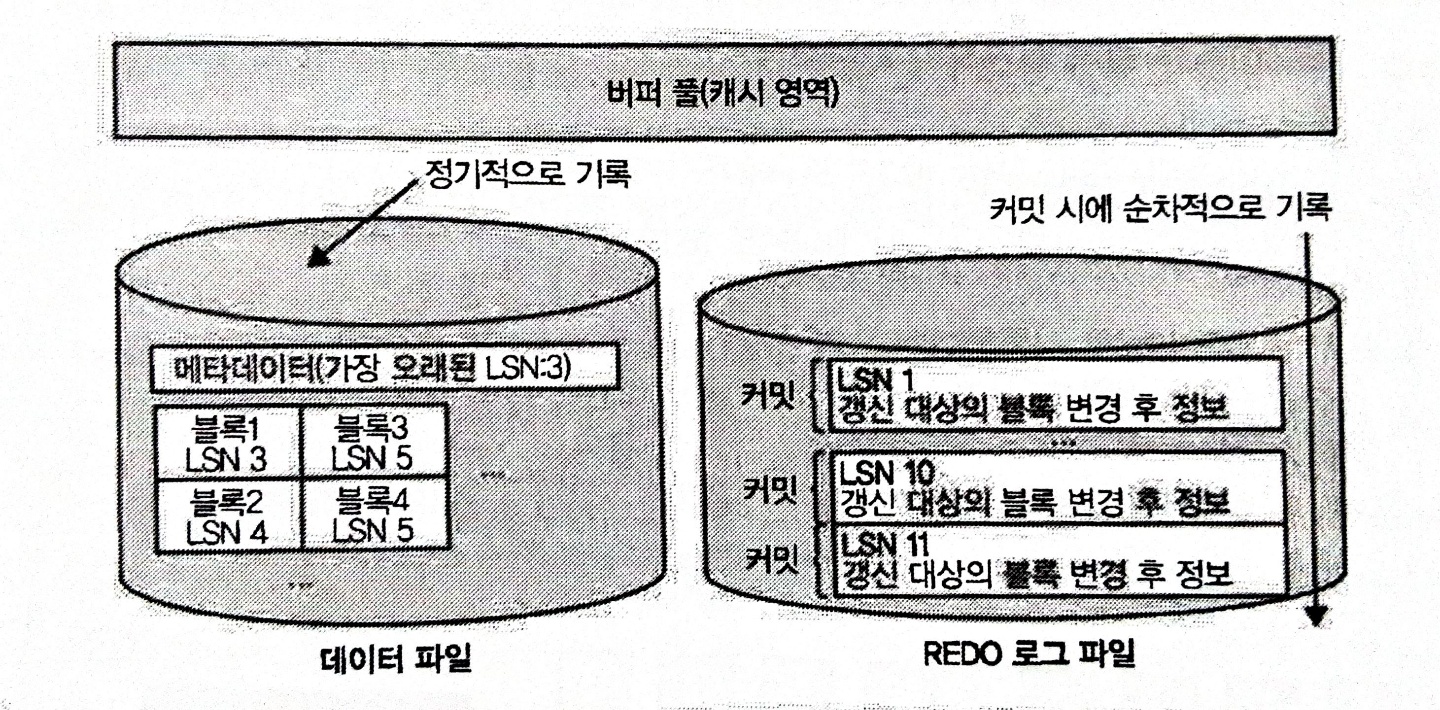 버퍼 풀(캐시 영역)
정기적으로 기록
커밋 시에 순차적으로 기록
메타데이터(가장 오래된 LSN:3)
블록1
LSN 3
블록3
LSN 5
...
블록2
LSN 4
블록4
LSN 5
...
데이터 파일
커밋
LSN 1
갱신 대상의 블록 변경 후 정보
...
커밋
LSN 10
갱신 대상의 블록 변경 후 정보
커밋
LSN 11
갱신 대상의 블록 변경 후 정보
REDO 로그 파일